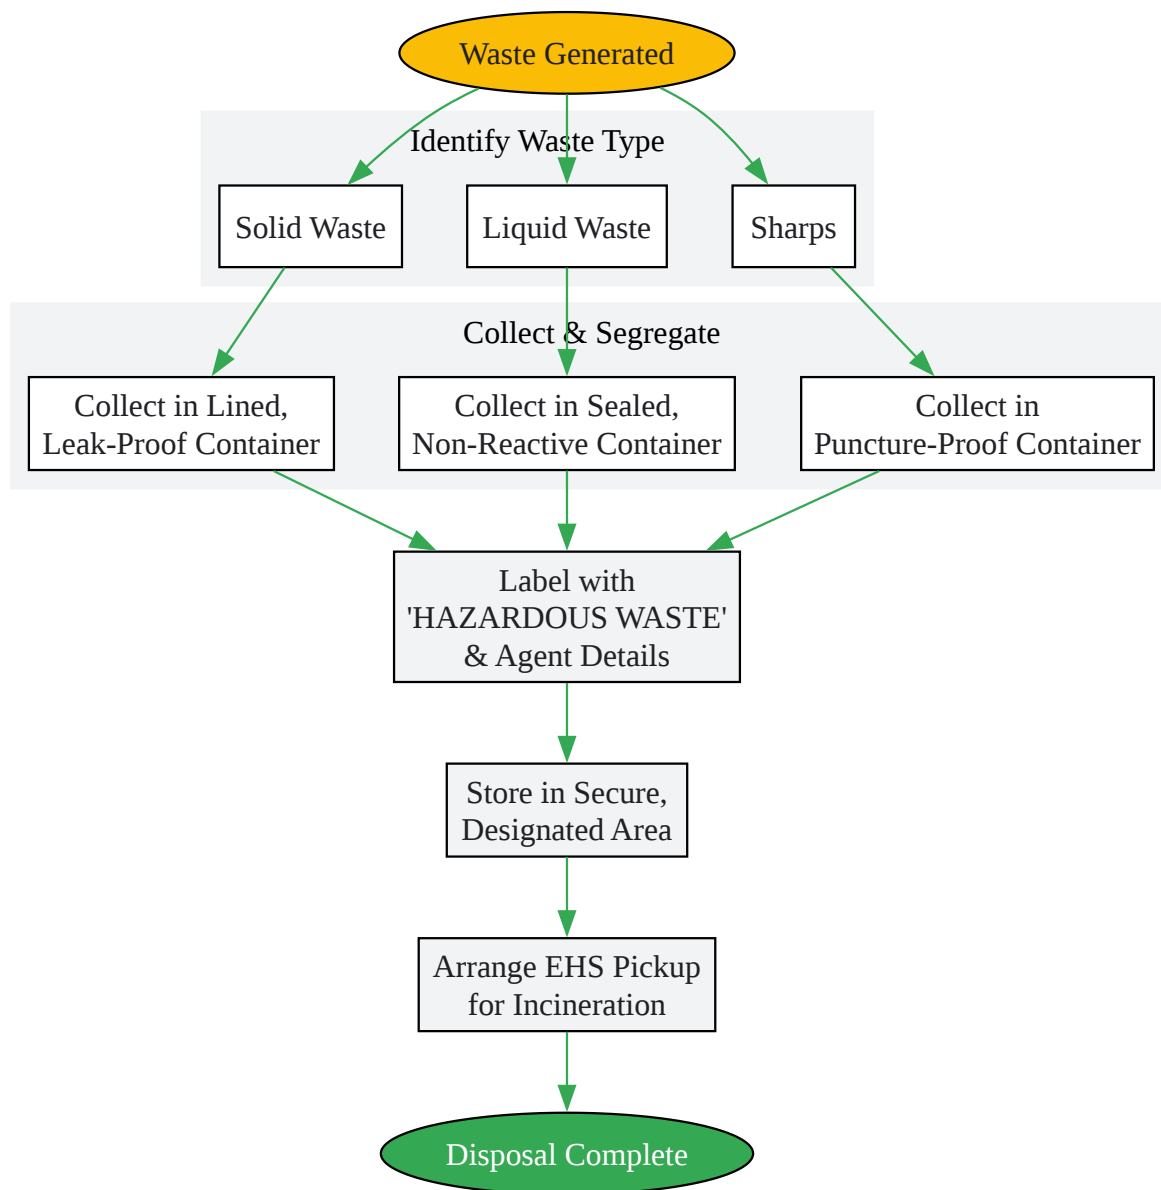 Waste Generated
Identify Waste Type
Solid Waste
Liquid Waste
Sharps
Collect & Segregate
Collect in Lined,
Leak-Proof Container
Collect in Sealed,
Non-Reactive Container
Collect in
Puncture-Proof Container
Label with
'HAZARDOUS WASTE'
& Agent Details
Store in Secure,
Designated Area
Arrange EHS Pickup
for Incineration
Disposal Complete